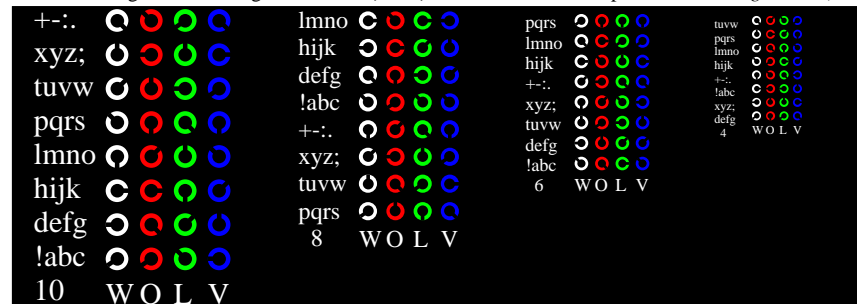 +-:.
xyz;
tuvw
pqrs
lmno
hijk
defg
!abc
10 W O L V
lmno
hijk
defg
!abc
+-:.
xyz;
tuvw
pqrs
8 W O L V
pqrs
lmno
hijk
+-:.
xyz;
tuvw
defg
!abc
6 W O L V
tuvw
pqrs
lmno
hijk
+-:.
!abc
xyz;
defg
4 W O L V